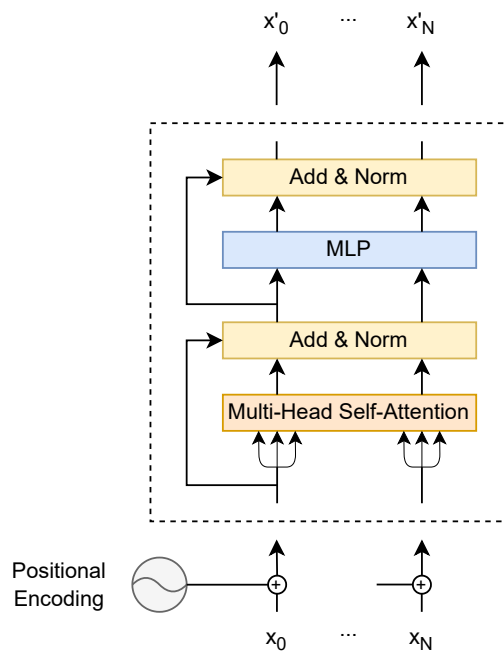 x'0 ... x'N
Add & Norm
MLP
Add & Norm
Multi-Head Self-Attention
Positional
Encoding
+ +
x0 ... xN